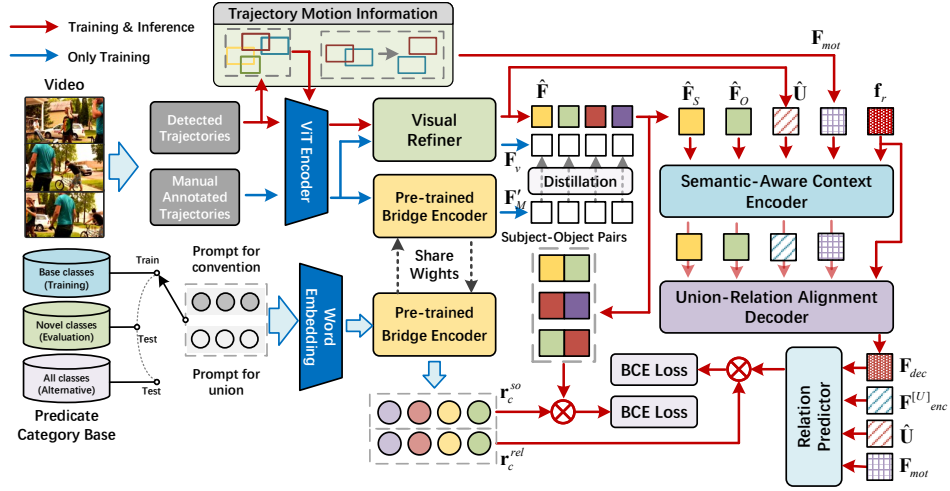 Training & Inference
Only Training
Trajectory Motion Information
Video
Detected
Trajectories
Manual
Annotated
Trajectories
ViT Encoder
Visual
Refiner
Pre-trained
Bridge Encoder
Share
Wights
Pre-trained
Bridge Encoder
F̂
F_v
Distillation
F′_M
Subject-Object Pairs
F_mot
F̂_S
F̂_O
Û
f_r
Semantic-Aware Context
Encoder
Union-Relation Alignment
Decoder
Base classes
(Training)
Novel classes
(Evaluation)
All classes
(Alternative)
Predicate
Category Base
Train
Test
Test
Prompt for
convention
Prompt for
union
Word
Embedding
r_c^so
r_c^rel
BCE Loss
BCE Loss
Relation
Predictor
F_dec
F^[U]_enc
Û
F_mot